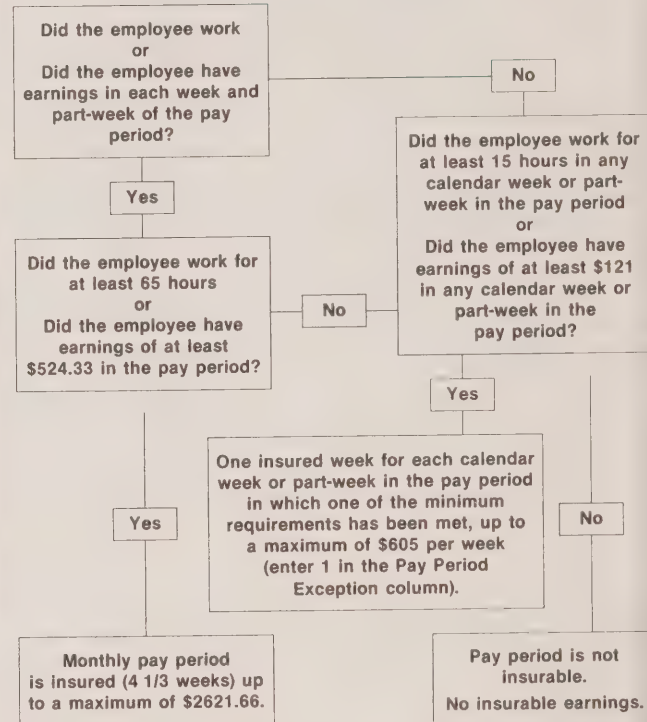 Did the employee work
or
Did the employee have
earnings in each week and
part-week of the pay
period?
No
Yes
Did the employee work for
at least 15 hours in any
calendar week or part-
week in the pay period
or
Did the employee have
earnings of at least $121
in any calendar week or
part-week in the
pay period?
Did the employee work for
at least 65 hours
or
Did the employee have
earnings of at least
$524.33 in the pay period?
No
Yes
One insured week for each calendar
week or part-week in the pay period
in which one of the minimum
requirements has been met, up to
a maximum of $605 per week
(enter 1 in the Pay Period
Exception column).
Yes
No
Monthly pay period
is insured (4 1/3 weeks) up
to a maximum of $2621.66.
Pay period is not
insurable.
No insurable earnings.